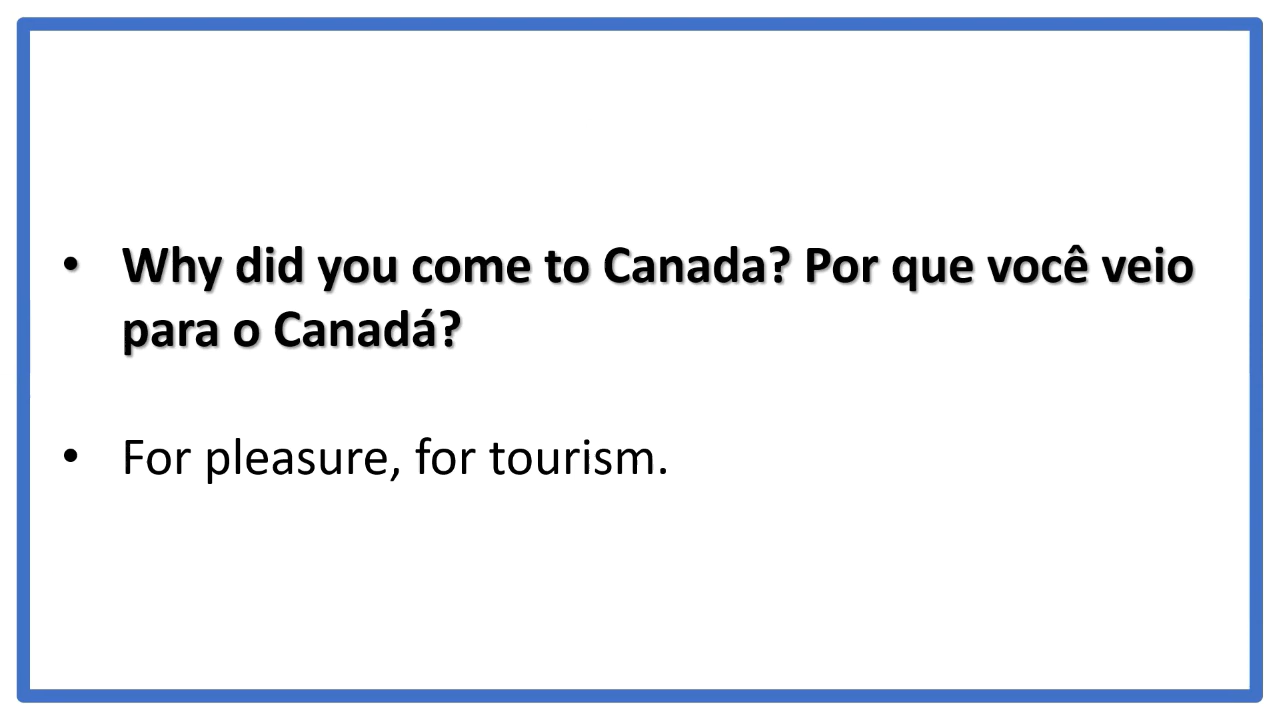 • Why did you come to Canada? Por que você veio
para o Canadá?
• For pleasure, for tourism.